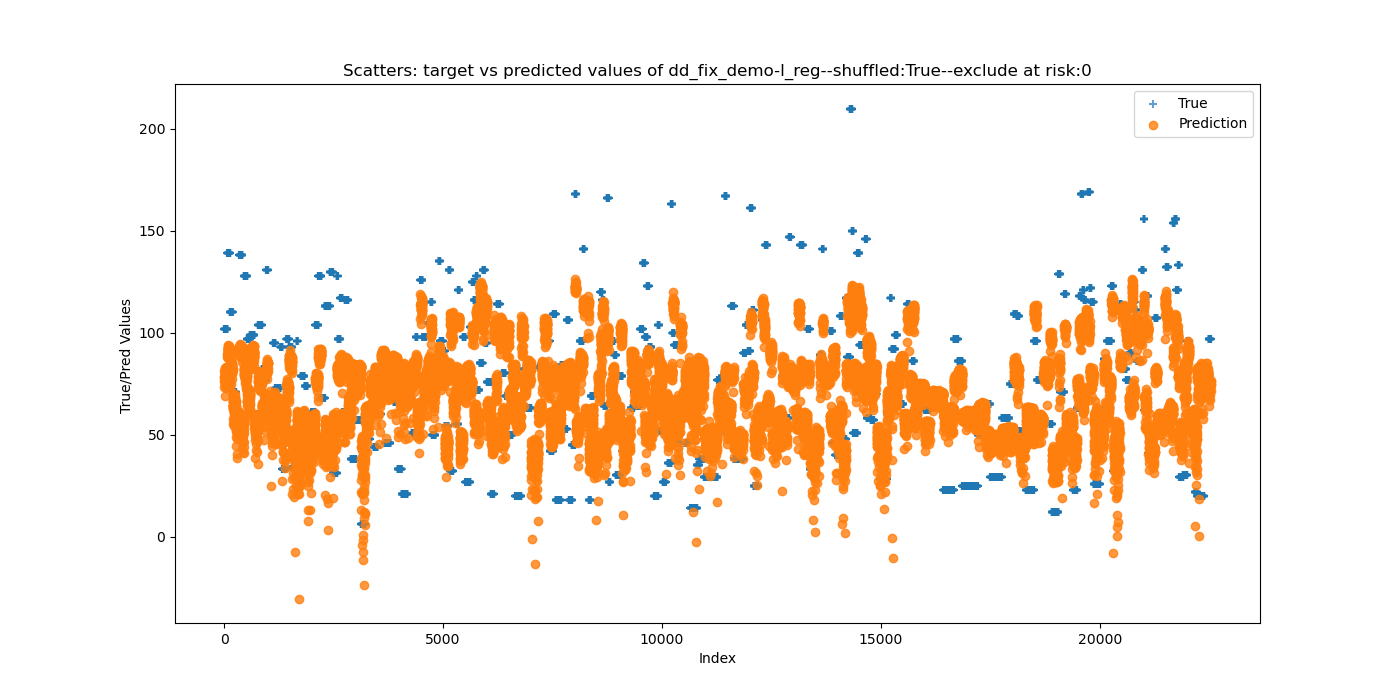 Scatters: target vs predicted values of dd_fix_demo-l_reg--shuffled:True--exclude at risk:0
True
Prediction
True/Pred Values
200
150
100
50
0
0
5000
10000
15000
20000
Index